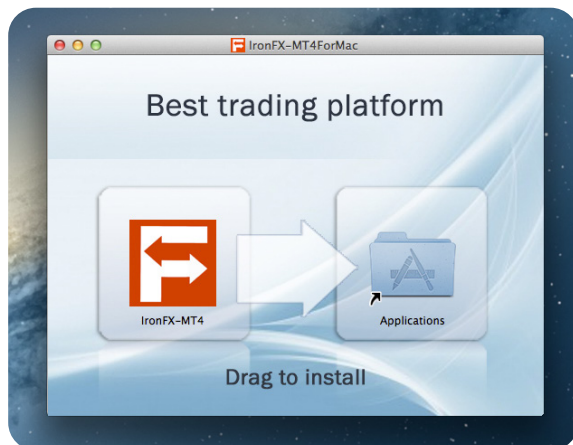 IronFX-MT4ForMac
Best trading platform
IronFX-MT4
Applications
Drag to install